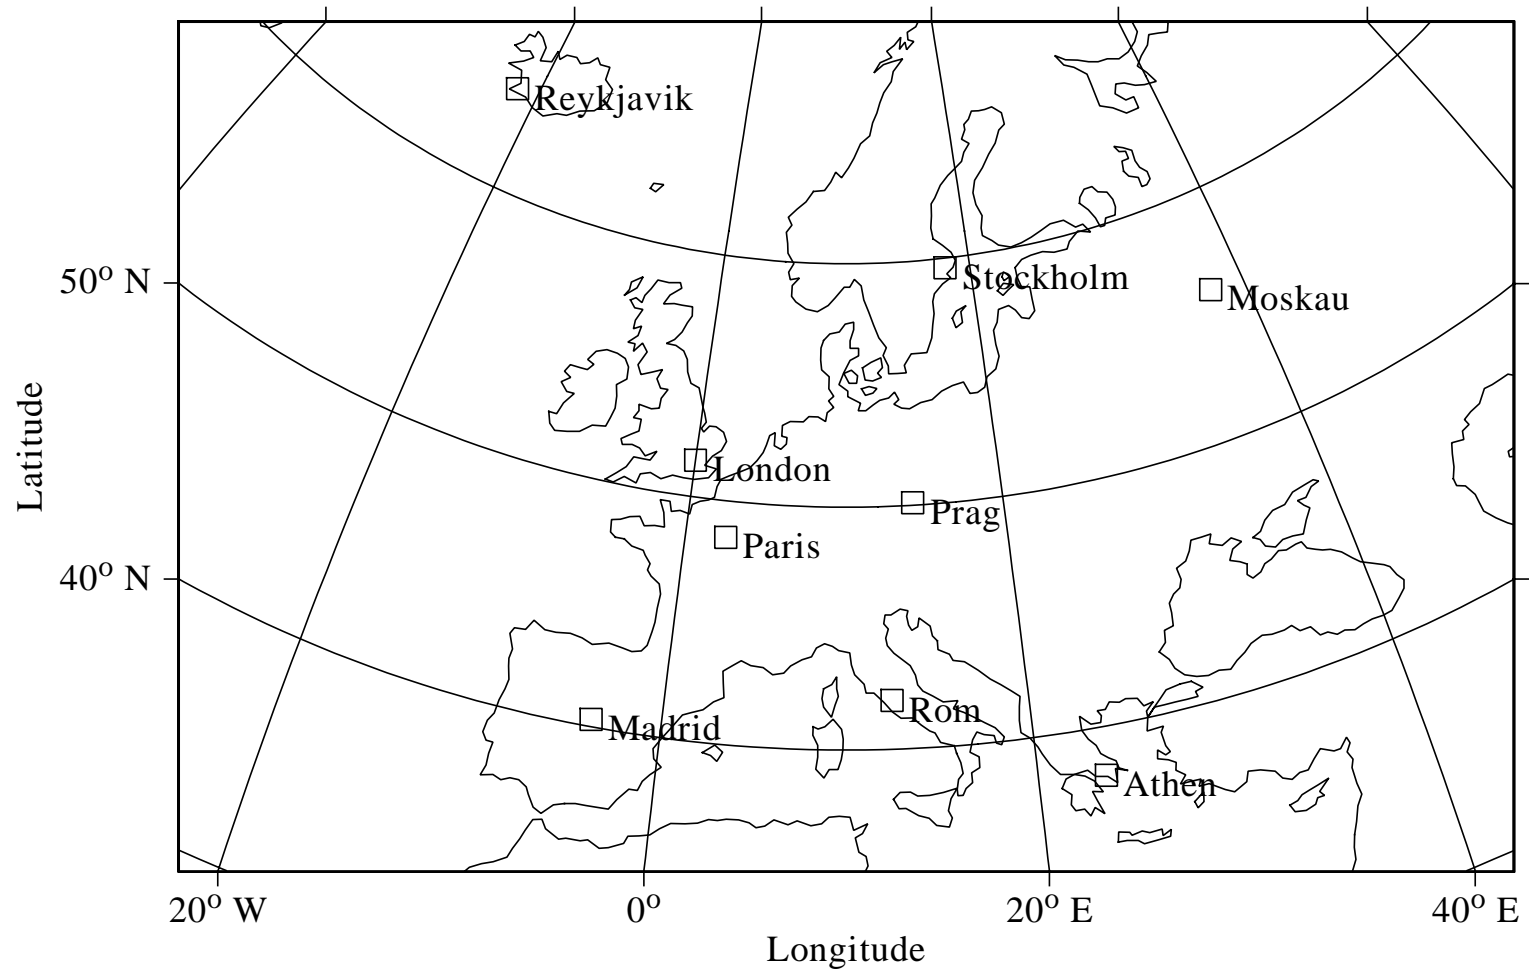 Reykjavik
50° N
Stockholm
Moskau
Latitude
London
Prag
Paris
40° N
Rom
Madrid
Athen
20° W
0°
20° E
40° E
Longitude